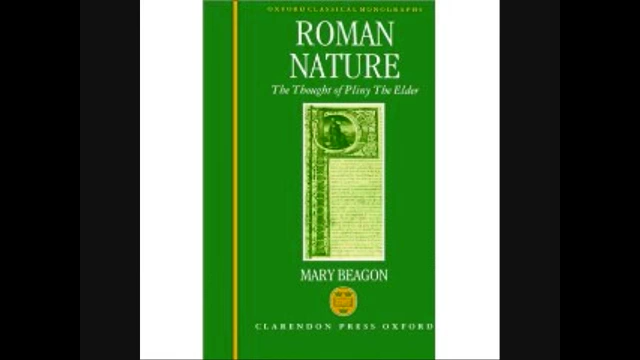 OXFORD CLASSICAL MONOGRAPHS
ROMAN
NATURE
The Thought of Pliny The Elder
MARY BEAGON
CLARENDON PRESS OXFORD